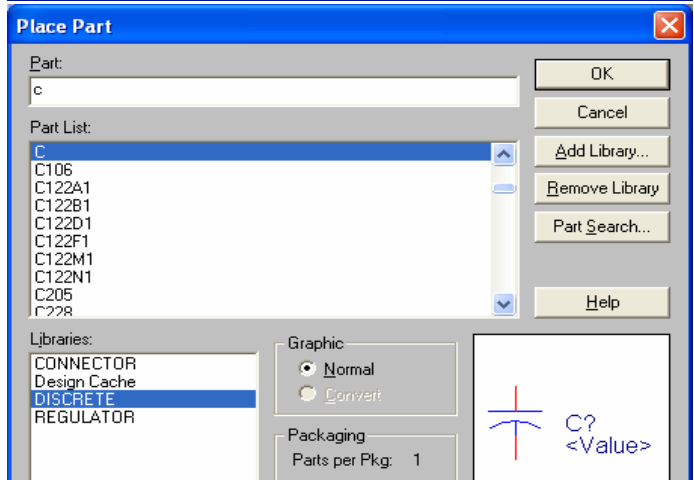 Place Part
Part:
c
OK
Cancel
Part List:
C
C106
C122A1
C122B1
C122D1
C122F1
C122M1
C122N1
C205
C228
Add Library...
Remove Library
Part Search...
Help
Libraries:
CONNECTOR
Design Cache
DISCRETE
REGULATOR
Graphic
Normal
Convert
Packaging
Parts per Pkg: 1
C?
<Value>